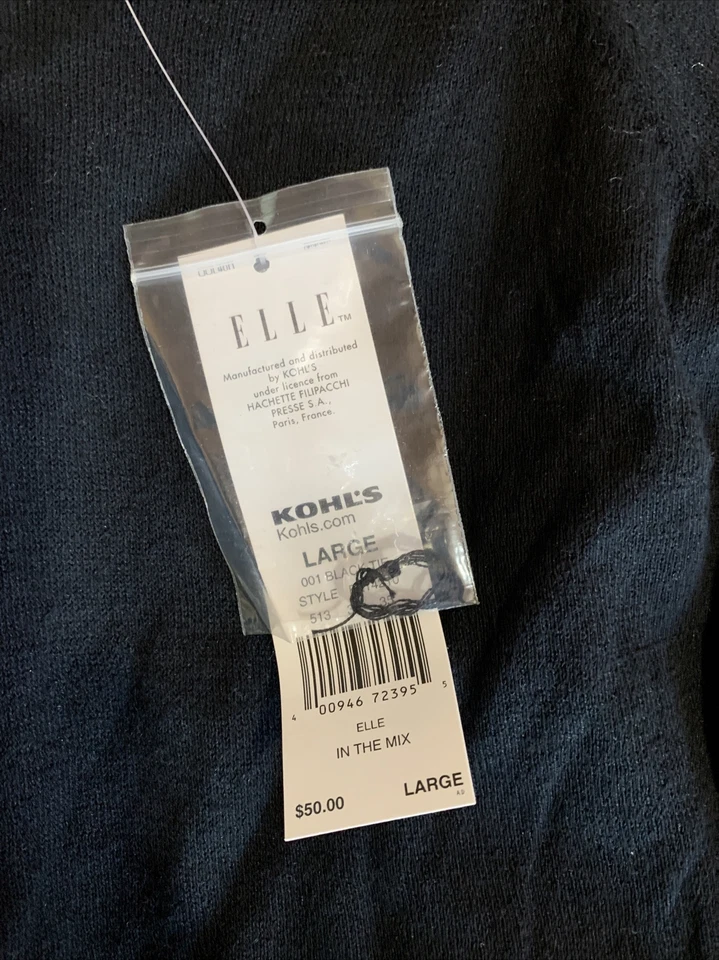 ELLE™
Manufactured and distributed
by KOHL'S
under licence from
HACHETTE FILIPACCHI
PRESSE S.A.,
Paris, France.
KOHL'S
Kohls.com
LARGE
001 BLACK TIE
STYLE
513
4 00946 72395 5
ELLE
IN THE MIX
$50.00
LARGE